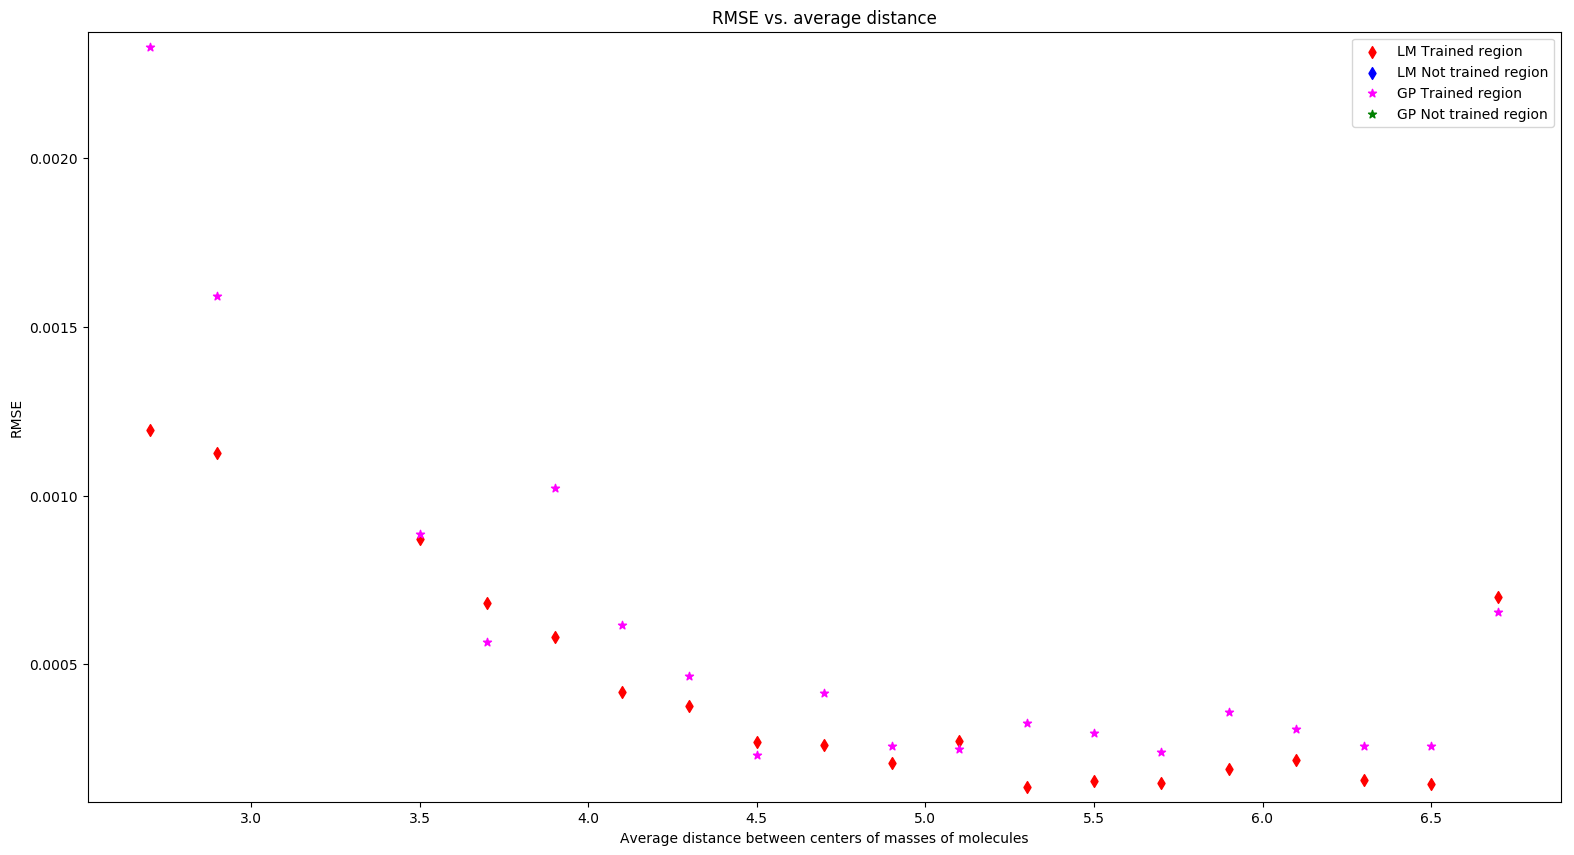 RMSE vs. average distance
LM Trained region
LM Not trained region
GP Trained region
GP Not trained region
RMSE
0.0020
0.0015
0.0010
0.0005
3.0 3.5 4.0 4.5 5.0 5.5 6.0 6.5
Average distance between centers of masses of molecules